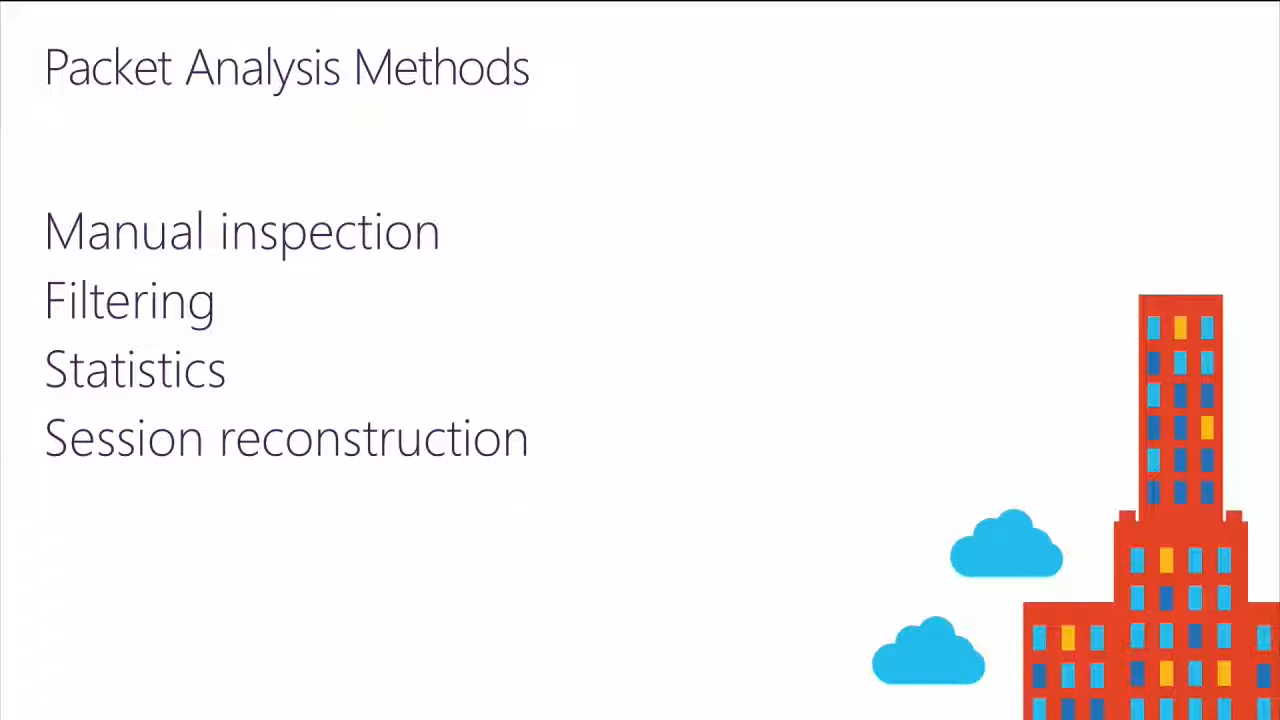 Packet Analysis Methods
Manual inspection
Filtering
Statistics
Session reconstruction